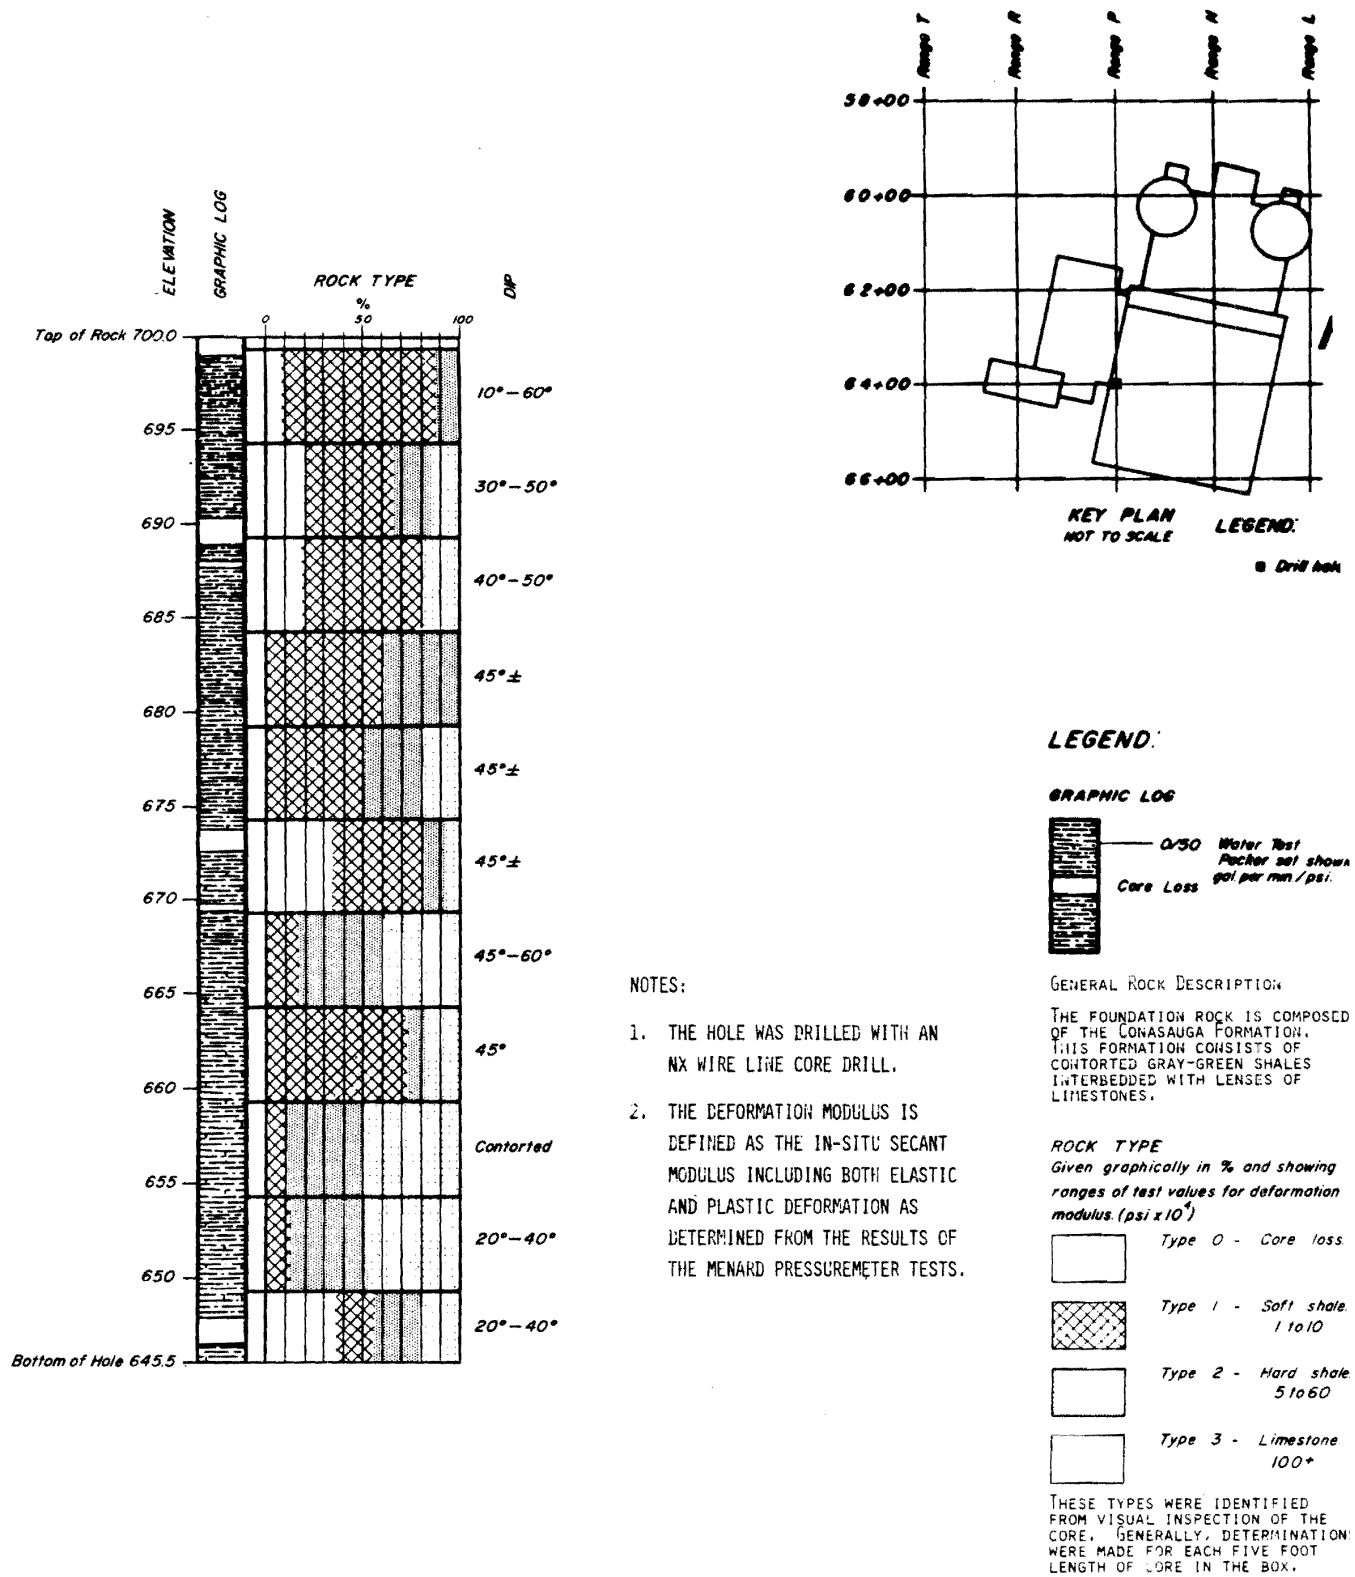 ELEVATION
GRAPHIC LOG
ROCK TYPE
%
DIP
0 50 100
Top of Rock 700.0
10°-60°
695
30°-50°
690
40°-50°
685
45°±
680
45°±
675
45°±
670
45°-60°
665
45°
660
Contorted
655
20°-40°
650
20°-40°
Bottom of Hole 645.5
Range T
Range R
Range P
Range N
Range L
58+00
60+00
62+00
64+00
66+00
KEY PLAN
NOT TO SCALE
LEGEND:
Drill hole
NOTES:
1. THE HOLE WAS DRILLED WITH AN
NX WIRE LINE CORE DRILL.
2. THE DEFORMATION MODULUS IS
DEFINED AS THE IN-SITU SECANT
MODULUS INCLUDING BOTH ELASTIC
AND PLASTIC DEFORMATION AS
DETERMINED FROM THE RESULTS OF
THE MENARD PRESSUREMETER TESTS.
LEGEND:
GRAPHIC LOG
0/50 Water Test
Packer set shown
gal. per min./psi.
Core Loss
GENERAL ROCK DESCRIPTION
THE FOUNDATION ROCK IS COMPOSED
OF THE CONASAUGA FORMATION.
THIS FORMATION CONSISTS OF
CONTORTED GRAY-GREEN SHALES
INTERBEDDED WITH LENSES OF
LIMESTONES.
ROCK TYPE
Given graphically in % and showing
ranges of test values for deformation
modulus. (psi x 10⁴)
Type 0 - Core loss.
Type 1 - Soft shale.
1 to 10
Type 2 - Hard shale.
5 to 60
Type 3 - Limestone
100+
THESE TYPES WERE IDENTIFIED
FROM VISUAL INSPECTION OF THE
CORE. GENERALLY, DETERMINATION
WERE MADE FOR EACH FIVE FOOT
LENGTH OF CORE IN THE BOX.